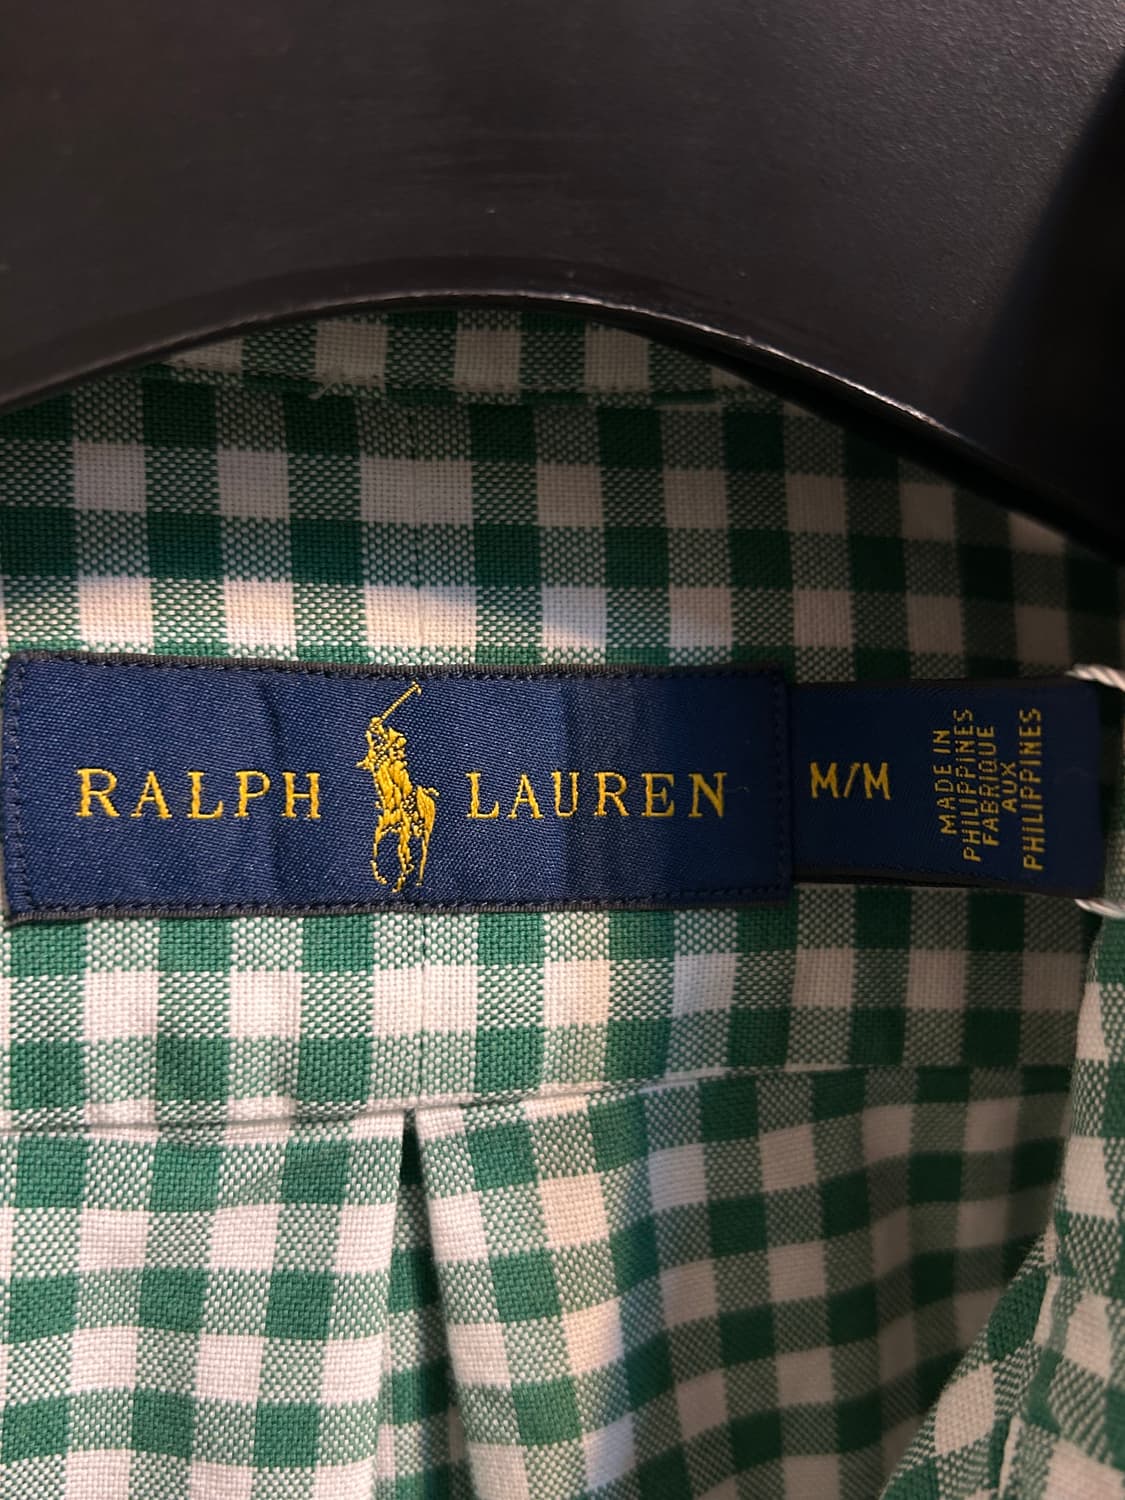 RALPH LAUREN
M/M
MADE IN
PHILIPPINES
FABRIQUE
AUX
PHILIPPINES